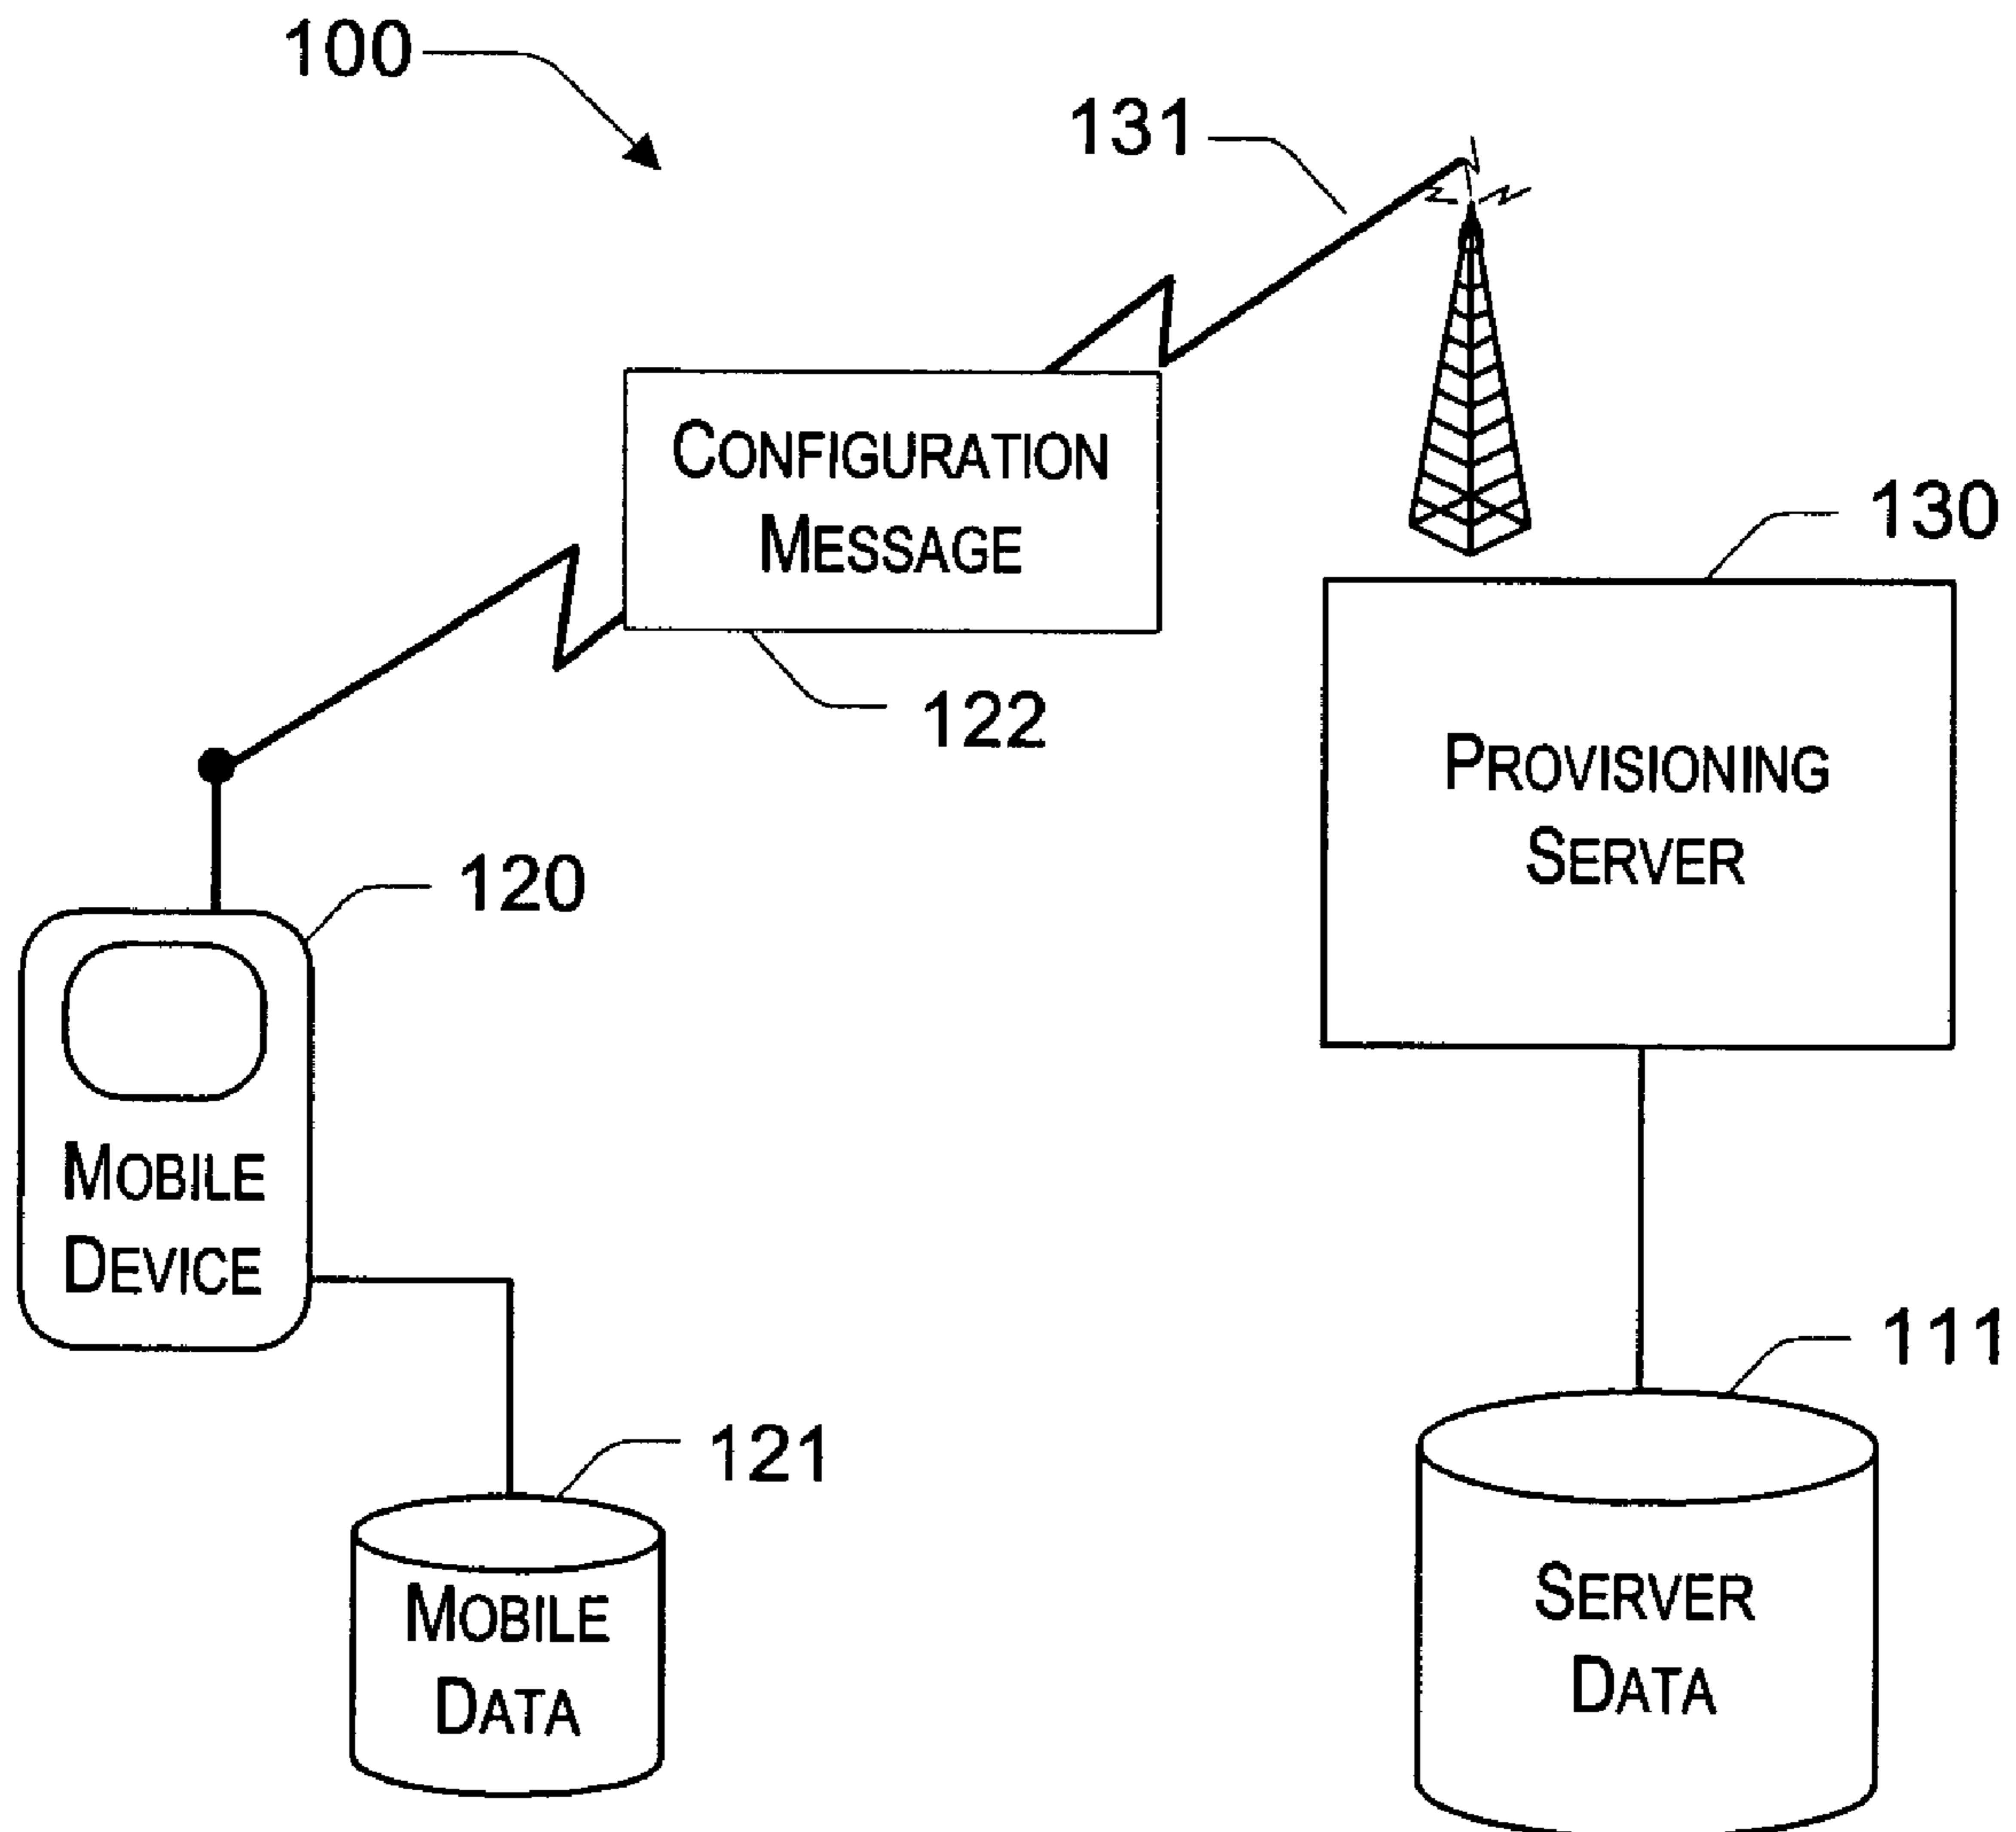 100
131
CONFIGURATION
MESSAGE
130
122
PROVISIONING
SERVER
120
MOBILE
DEVICE
111
121
MOBILE
DATA
SERVER
DATA